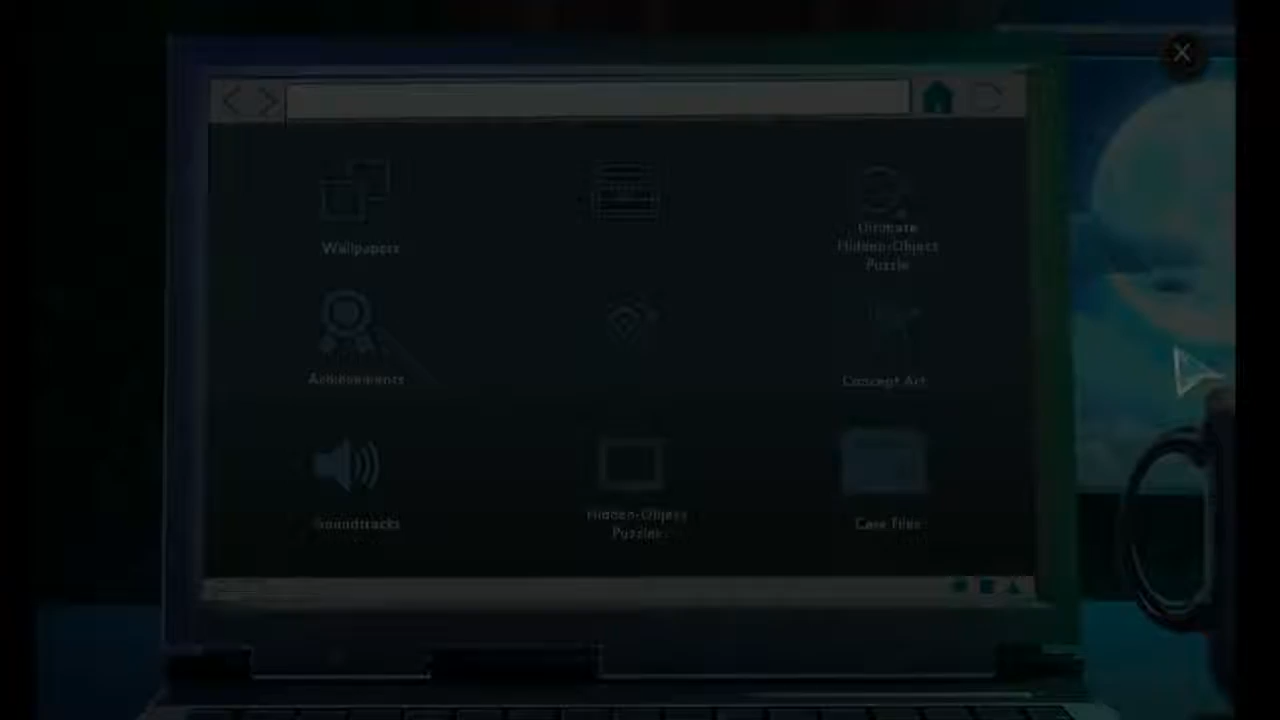 Wallpapers
Ultimate
Hidden-Object
Puzzle
Achievements
Concept Art
Soundtracks
Hidden-Object
Puzzles
Case Files